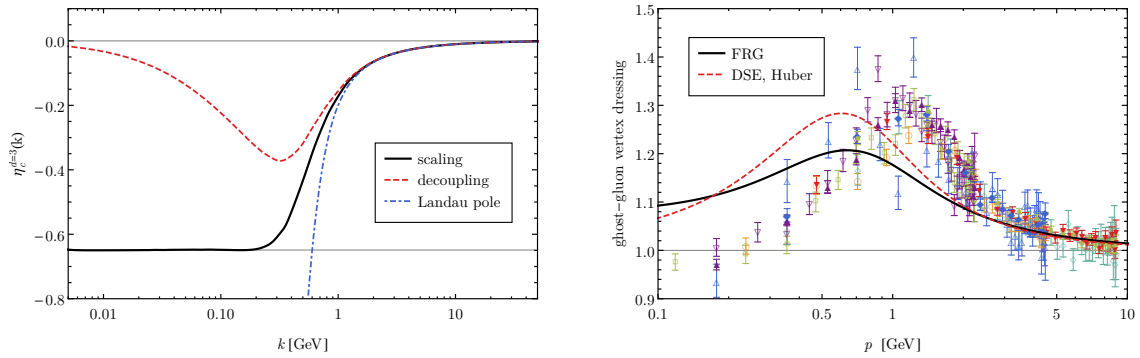 0.0
−0.2
−0.4
−0.6
−0.8
η_c^{d=3}(k)
scaling
decoupling
Landau pole
0.01
0.10
1
10
k [GeV]
1.5
1.4
1.3
1.2
1.1
1.0
0.9
ghost−gluon vertex dressing
FRG
DSE, Huber
0.1
0.5
1
5
10
p [GeV]